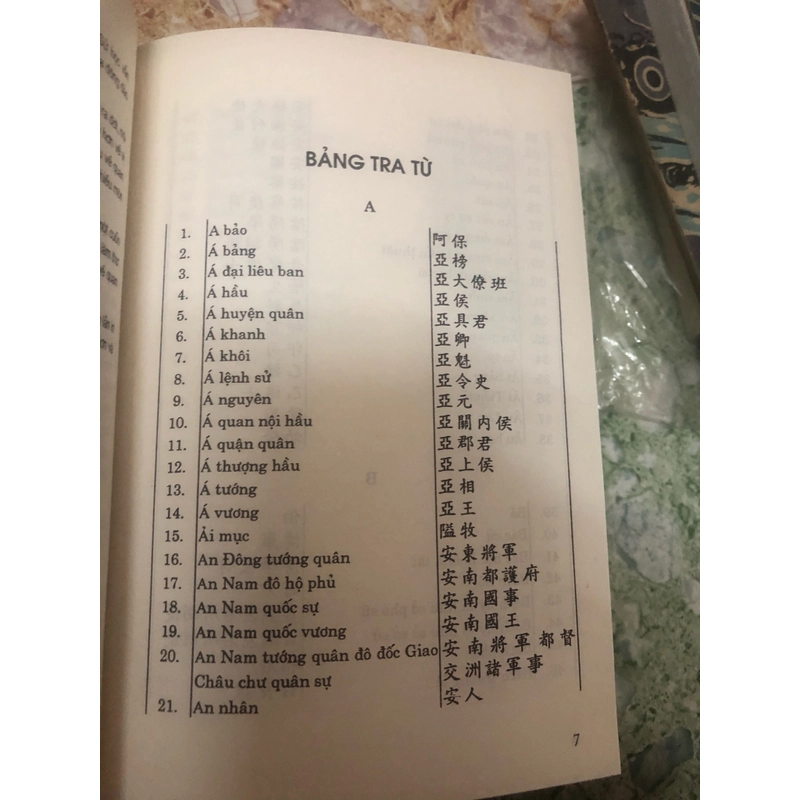 BẢNG TRA TỪ
A
1. A bảo 阿保
2. Á bảng 亞榜
3. Á đại liêu ban 亞大僚班
4. Á hầu 亞侯
5. Á huyện quân 亞具君
6. Á khanh 亞卿
7. Á khôi 亞魁
8. Á lệnh sử 亞令史
9. Á nguyên 亞元
10. Á quan nội hầu 亞關内侯
11. Á quận quân 亞郡君
12. Á thượng hầu 亞上侯
13. Á tướng 亞相
14. Á vương 亞王
15. Ải mục 隘牧
16. An Đông tướng quân 安東將軍
17. An Nam đô hộ phủ 安南都護府
18. An Nam quốc sự 安南國事
19. An Nam quốc vương 安南國王
20. An Nam tướng quân đô đốc Giao 安南將軍都督
Châu chư quân sự 交洲諸軍事
21. An nhân 安人
7